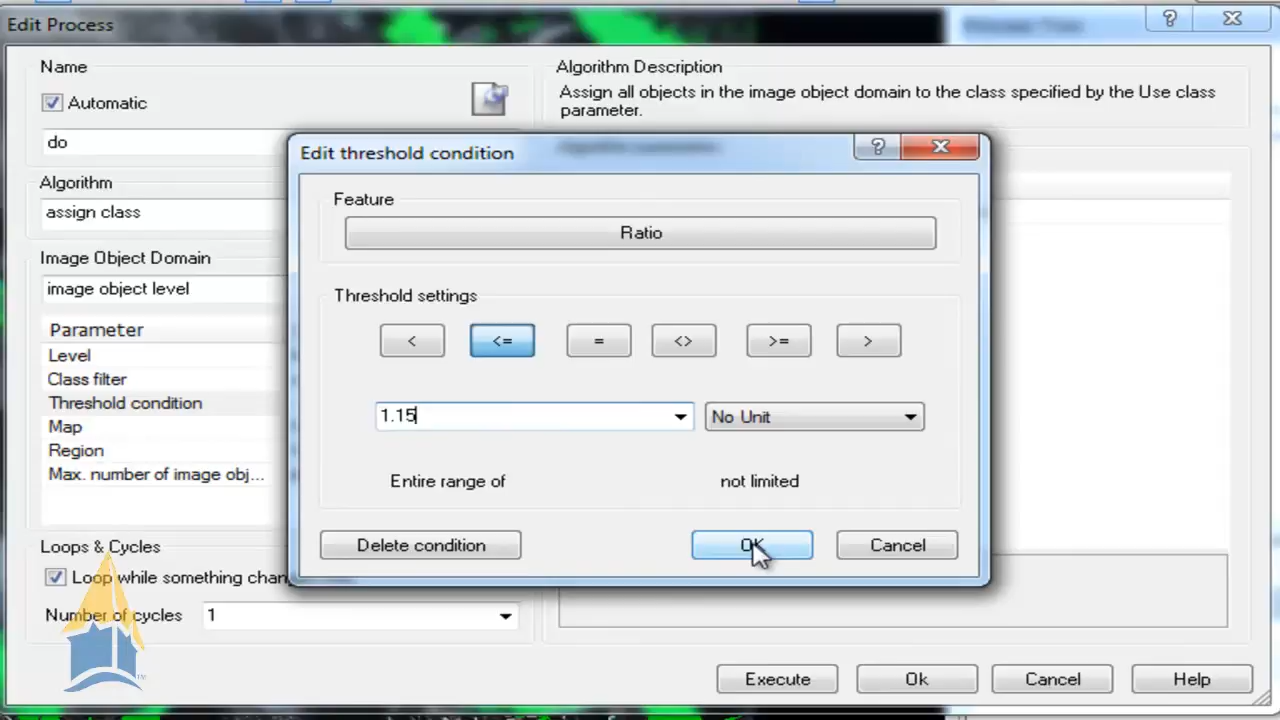 Edit Process
?
Name
Automatic
do
Algorithm
assign class
Image Object Domain
image object level
Parameter
Level
Class filter
Threshold condition
Map
Region
Max. number of image obj...
Loops & Cycles
Loop while something chan
Number of cycles 1
Algorithm Description
Assign all objects in the image object domain to the class specified by the Use class
parameter.
Edit threshold condition
?
Feature
Ratio
Threshold settings
< <= = <> >= >
1.15 No Unit
Entire range of not limited
Delete condition OK Cancel
Execute Ok Cancel Help